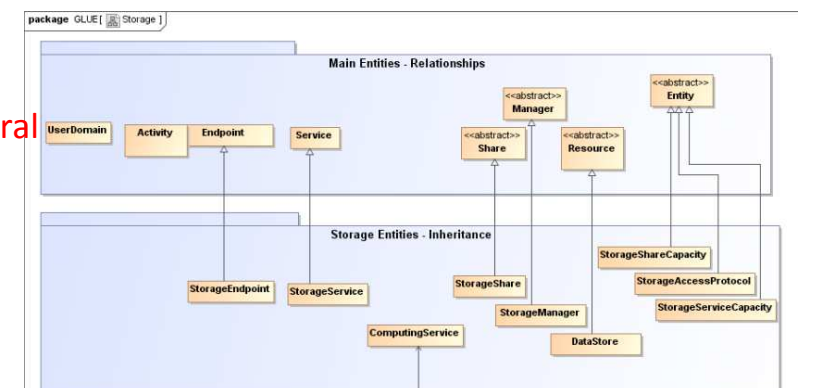 package GLUE [ Storage ]
Main Entities - Relationships
<<abstract>>
Entity
<<abstract>>
Manager
ral
UserDomain
Activity
Endpoint
Service
<<abstract>>
Share
<<abstract>>
Resource
Storage Entities - Inheritance
StorageShareCapacity
StorageAccessProtocol
StorageEndpoint
StorageService
StorageShare
StorageManager
StorageServiceCapacity
ComputingService
DataStore